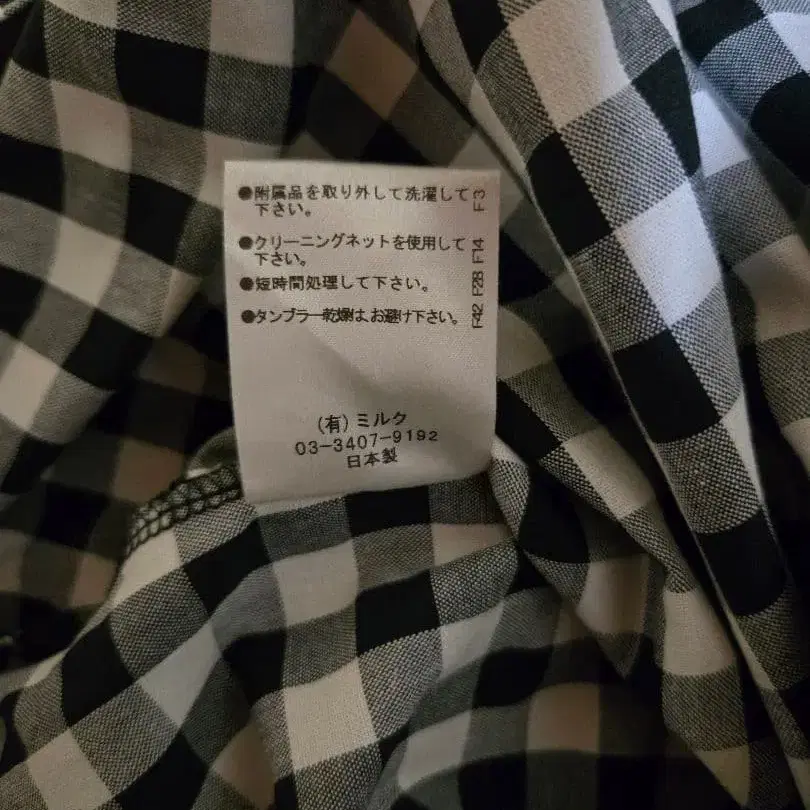 ●附属品を取り外して洗濯して
下さい。
●クリーニングネットを使用して
下さい。
●短時間処理して下さい。
●タンブラー乾燥は、お避け下さい。
F3
F14
F28
F42
(有)ミルク
03-3407-9192
日本製